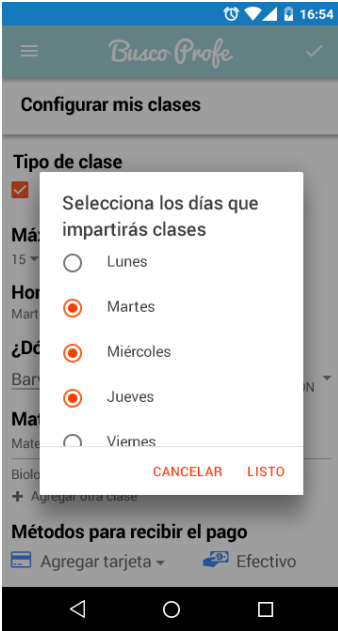 16:54
Busco Profe
Configurar mis clases
Tipo de clase
Selecciona los días que
impartirás clases
Lunes
Martes
Miércoles
Jueves
Viernes
CANCELAR LISTO
15
Agregar otra clase
Métodos para recibir el pago
Agregar tarjeta Efectivo